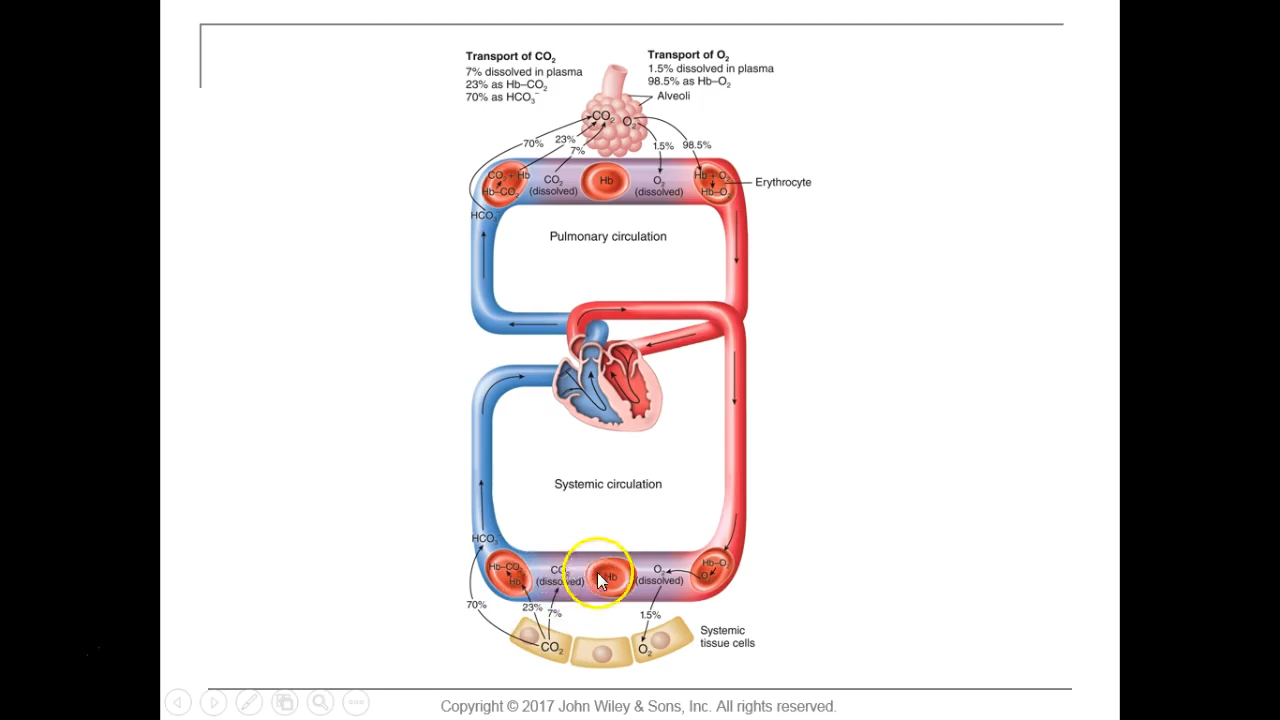 Transport of CO₂
7% dissolved in plasma
23% as Hb–CO₂
70% as HCO₃⁻
Transport of O₂
1.5% dissolved in plasma
98.5% as Hb–O₂
Alveoli
CO₂
O₂
70%
23%
7%
1.5%
98.5%
CO₂ + Hb
Hb–CO₂
CO₂
(dissolved)
Hb
O₂
(dissolved)
Hb + O₂
Hb–O₂
Erythrocyte
HCO₃
Pulmonary circulation
Systemic circulation
HCO₃
Hb–CO₂
Hb
CO₂
(dissolved)
Hb
O₂
(dissolved)
Hb–O₂
O₂
70%
23%
7%
1.5%
CO₂
O₂
Systemic
tissue cells
Copyright © 2017 John Wiley & Sons, Inc. All rights reserved.